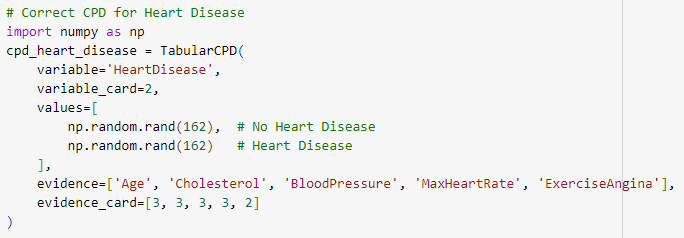 # Correct CPD for Heart Disease
import numpy as np
cpd_heart_disease = TabularCPD(
    variable='HeartDisease',
    variable_card=2,
    values=[
        np.random.rand(162),  # No Heart Disease
        np.random.rand(162)   # Heart Disease
    ],
    evidence=['Age', 'Cholesterol', 'BloodPressure', 'MaxHeartRate', 'ExerciseAngina'],
    evidence_card=[3, 3, 3, 3, 2]
)